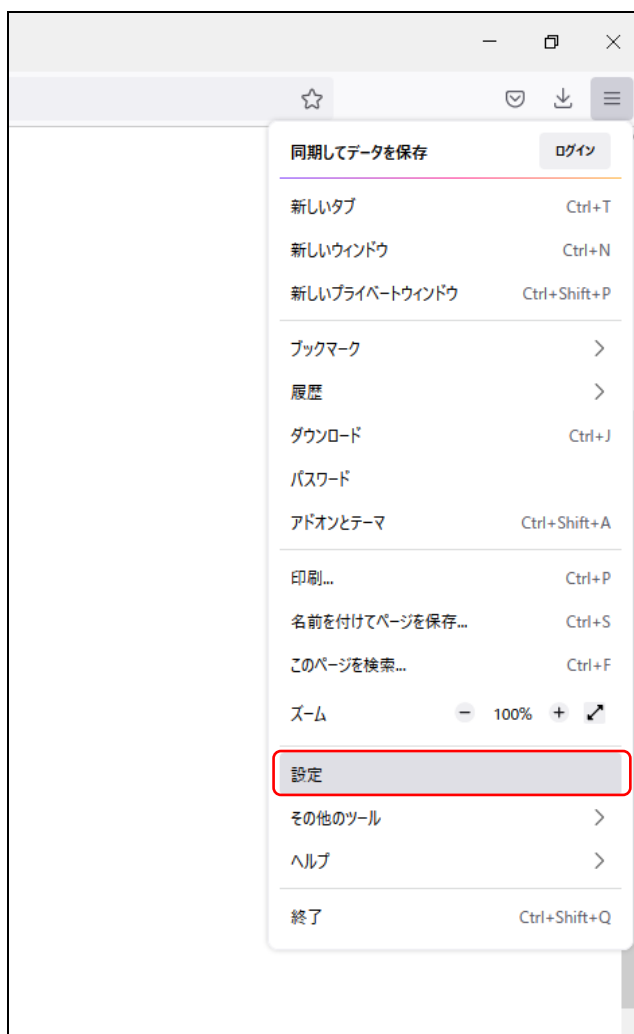 同期してデータを保存 ログイン
新しいタブ Ctrl+T
新しいウィンドウ Ctrl+N
新しいプライベートウィンドウ Ctrl+Shift+P
ブックマーク
履歴
ダウンロード Ctrl+J
パスワード
アドオンとテーマ Ctrl+Shift+A
印刷... Ctrl+P
名前を付けてページを保存... Ctrl+S
このページを検索... Ctrl+F
ズーム − 100% +
設定
その他のツール
ヘルプ
終了 Ctrl+Shift+Q